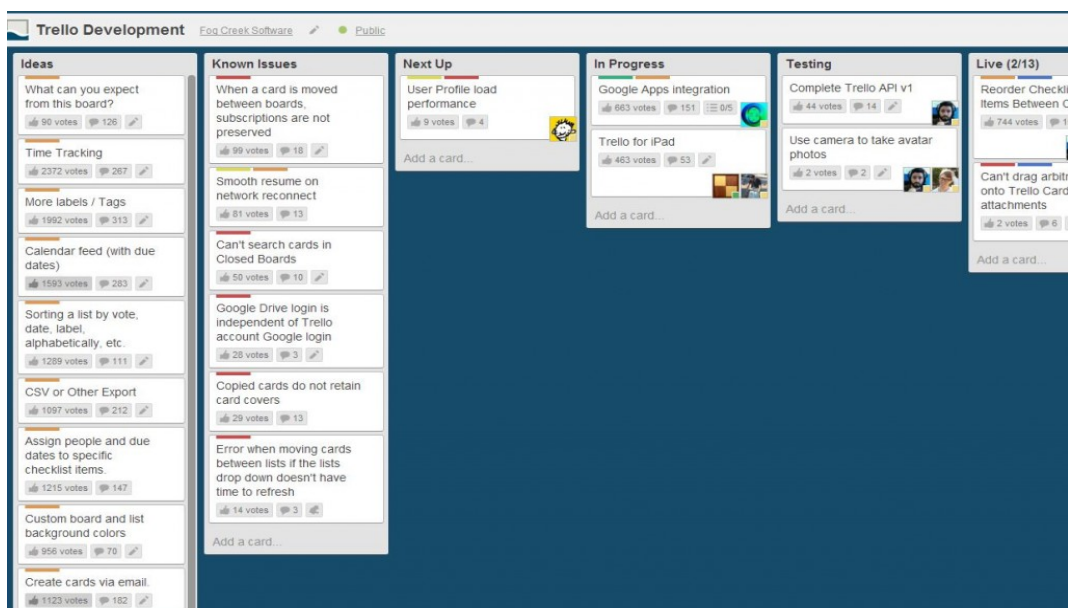 Trello Development Fog Creek Software Public
Ideas
What can you expect
from this board?
90 votes 126
Time Tracking
2372 votes 267
More labels / Tags
1992 votes 313
Calendar feed (with due
dates)
1593 votes 283
Sorting a list by vote,
date, label,
alphabetically, etc.
1289 votes 111
CSV or Other Export
1097 votes 212
Assign people and due
dates to specific
checklist items.
1215 votes 147
Custom board and list
background colors
956 votes 70
Create cards via email.
1123 votes 182
Known Issues
When a card is moved
between boards,
subscriptions are not
preserved
99 votes 18
Smooth resume on
network reconnect
81 votes 13
Can't search cards in
Closed Boards
50 votes 10
Google Drive login is
independent of Trello
account Google login
28 votes 3
Copied cards do not retain
card covers
29 votes 13
Error when moving cards
between lists if the lists
drop down doesn't have
time to refresh
14 votes 3
Add a card...
Next Up
User Profile load
performance
9 votes 4
Add a card...
In Progress
Google Apps integration
663 votes 151 0/5
Trello for iPad
463 votes 53
Add a card...
Testing
Complete Trello API v1
44 votes 14
Use camera to take avatar
photos
2 votes 2
Add a card...
Live (2/13)
Reorder Checkli
Items Between C
744 votes 1
Can't drag arbitr
onto Trello Card
attachments
2 votes 6
Add a card...